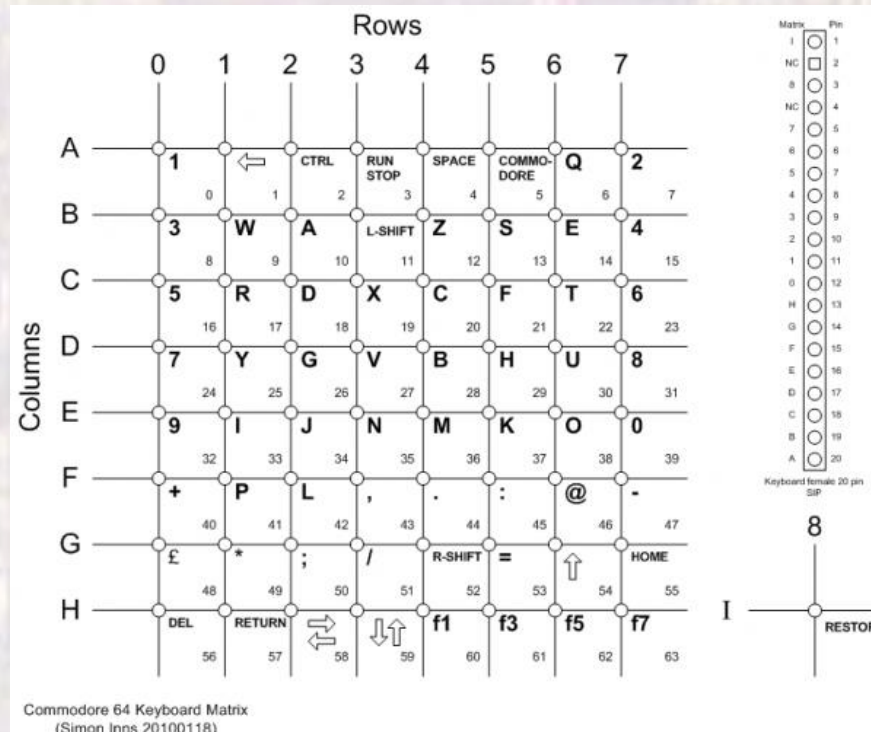 Rows
0 1 2 3 4 5 6 7
Columns
A
1 CTRL RUN STOP SPACE COMMO-DORE Q 2
0 1 2 3 4 5 6 7
B
3 W A L-SHIFT Z S E 4
8 9 10 11 12 13 14 15
C
5 R D X C F T 6
16 17 18 19 20 21 22 23
D
7 Y G V B H U 8
24 25 26 27 28 29 30 31
E
9 I J N M K O 0
32 33 34 35 36 37 38 39
F
+ P L , . : @ -
40 41 42 43 44 45 46 47
G
£ * ; / R-SHIFT = HOME
48 49 50 51 52 53 54 55
H
DEL RETURN f1 f3 f5 f7
56 57 58 59 60 61 62 63
Commodore 64 Keyboard Matrix
(Simon Inns 20100118)
Matrix Pin
I 1
NC 2
8 3
NC 4
7 5
6 6
5 7
4 8
3 9
2 10
1 11
0 12
H 13
G 14
F 15
E 16
D 17
C 18
B 19
A 20
Keyboard female 20 pin
SIP
8
I
RESTOR